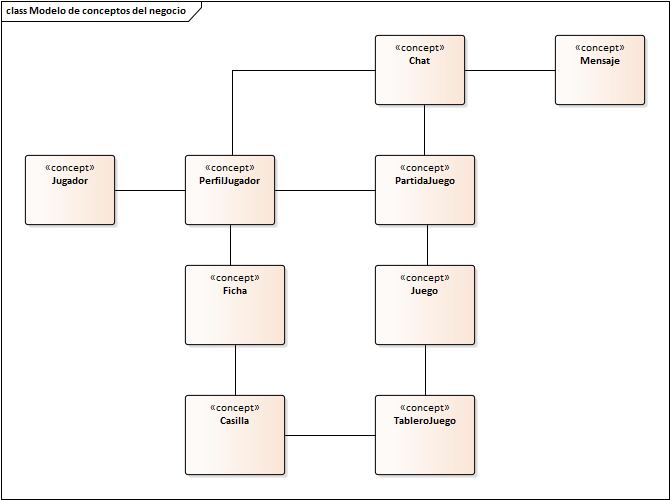 class Modelo de conceptos del negocio
«concept»
Chat
«concept»
Mensaje
«concept»
Jugador
«concept»
PerfilJugador
«concept»
PartidaJuego
«concept»
Ficha
«concept»
Juego
«concept»
Casilla
«concept»
TableroJuego